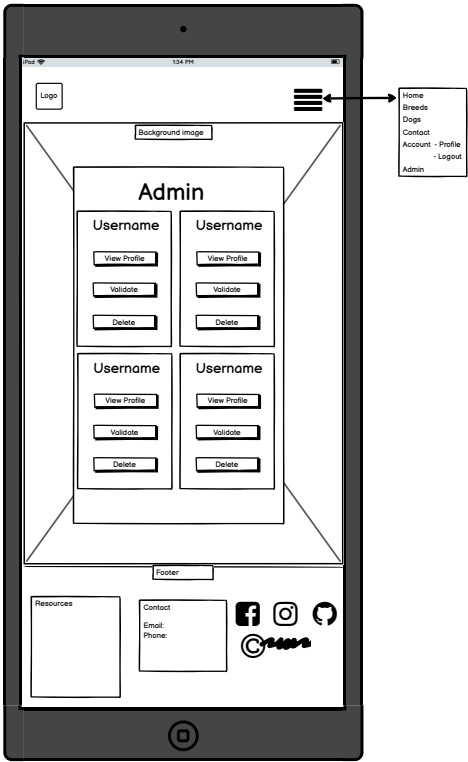 iPad 1:34 PM
Logo
Home
Breeds
Dogs
Contact
Account - Profile
- Logout
Admin
Background image
Admin
Username Username
View Profile View Profile
Validate Validate
Delete Delete
Username Username
View Profile View Profile
Validate Validate
Delete Delete
Footer
Resources
Contact
Email:
Phone:
©